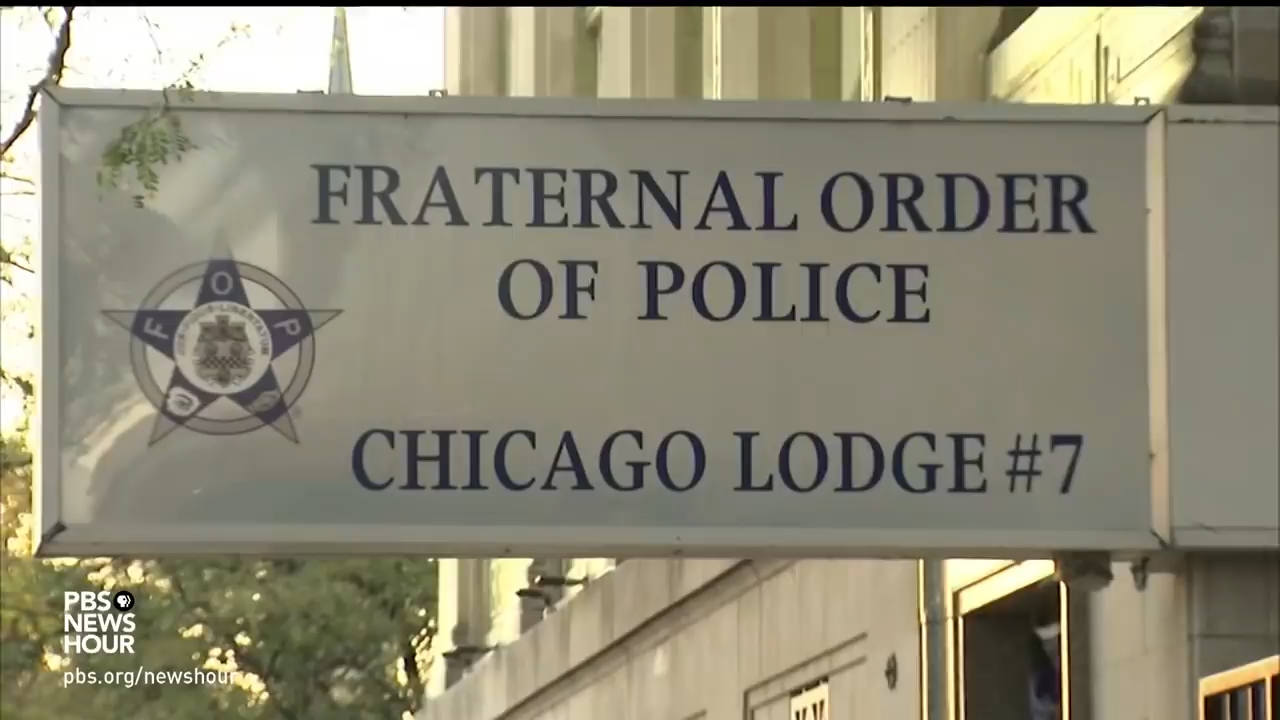 FRATERNAL ORDER
OF POLICE
F O P
CHICAGO LODGE #7
PBS
NEWS
HOUR
pbs.org/newshour